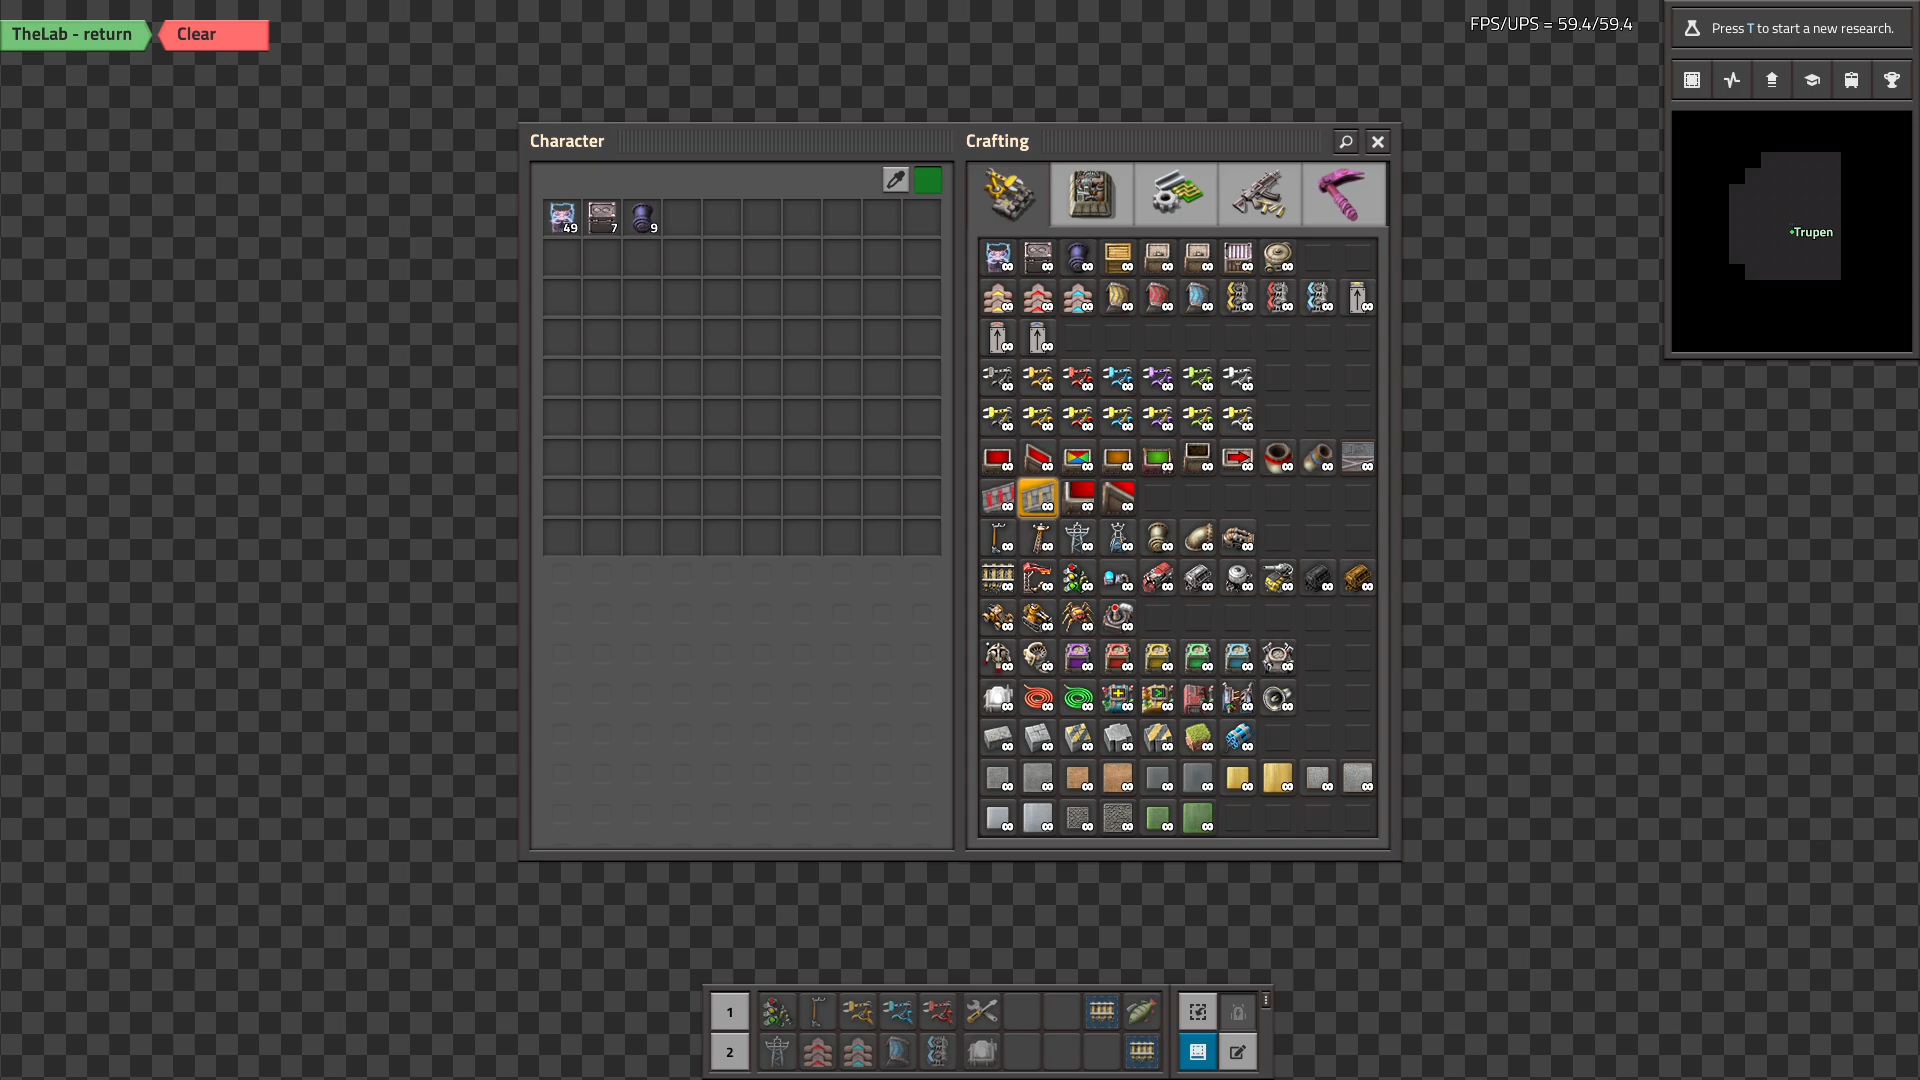 TheLab - return
Clear
FPS/UPS = 59.4/59.4
Press T to start a new research.
Trupen
Character
Crafting
49
7
9
1
2